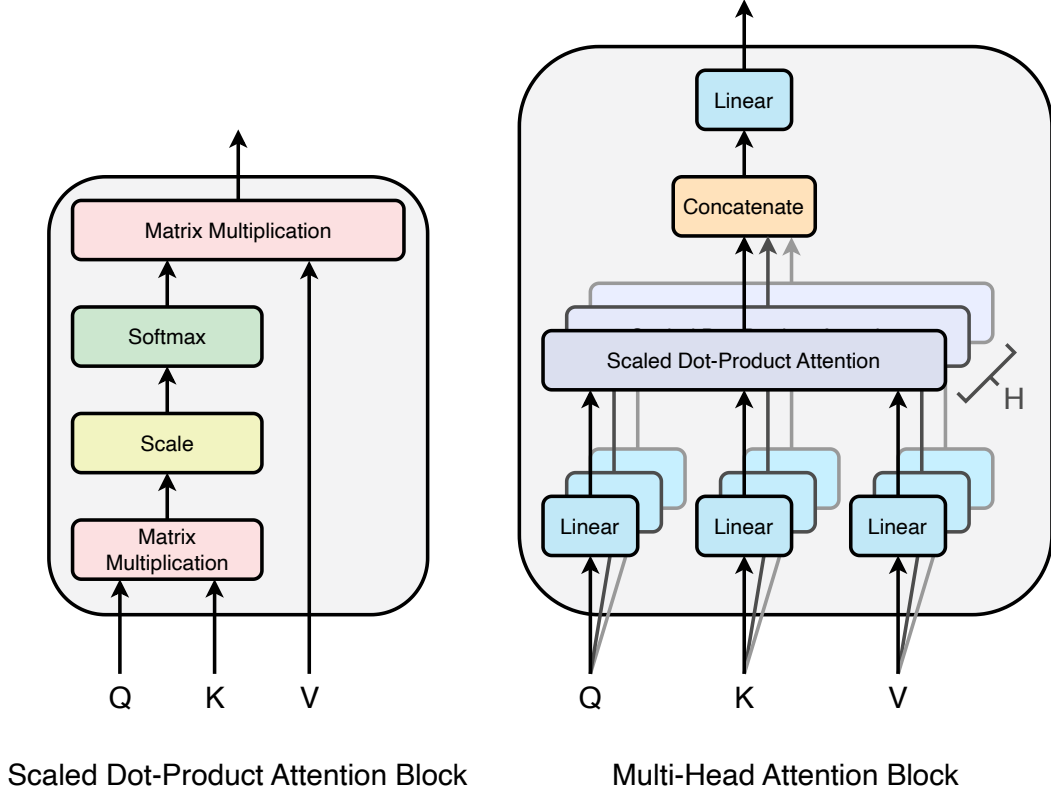 Matrix Multiplication
Softmax
Scale
Matrix
Multiplication
Q K V
Scaled Dot-Product Attention Block
Linear
Concatenate
Scaled Dot-Product Attention
H
Linear Linear Linear
Q K V
Multi-Head Attention Block